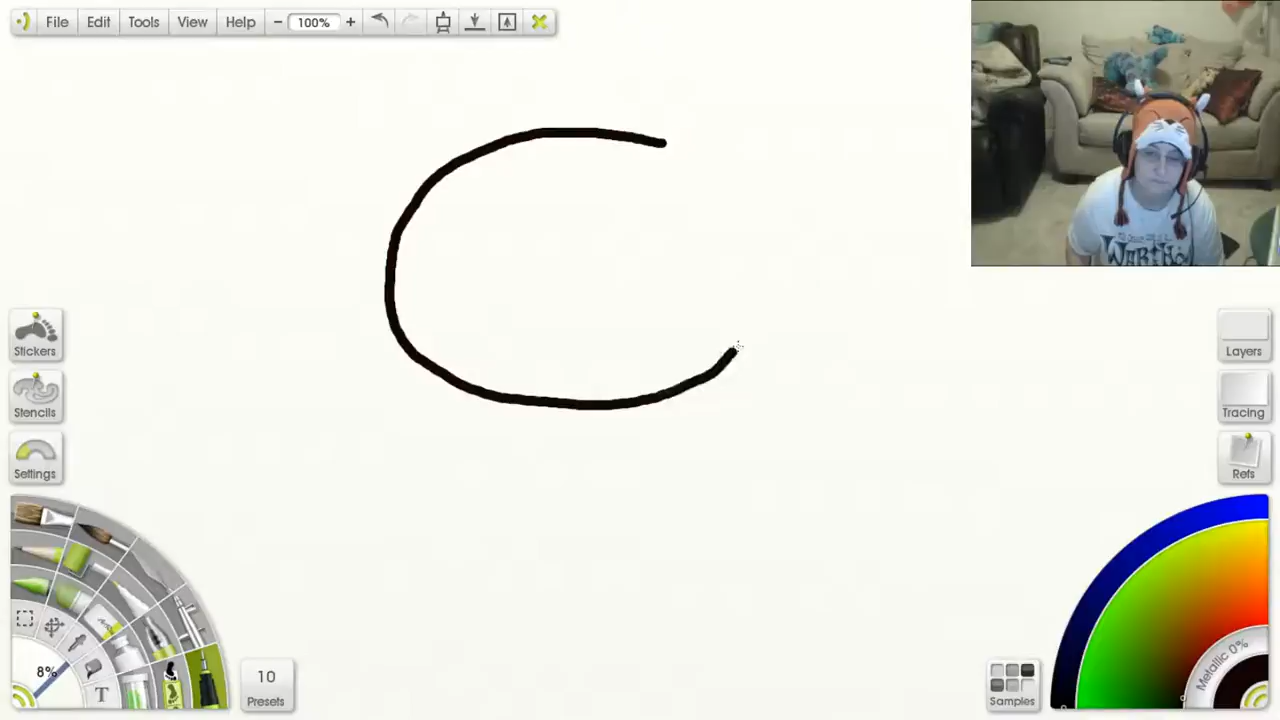 File Edit Tools View Help 100%
Stickers
Stencils
Settings
Layers
Tracing
Refs
8%
T
10
Presets
Samples
Metallic 0%